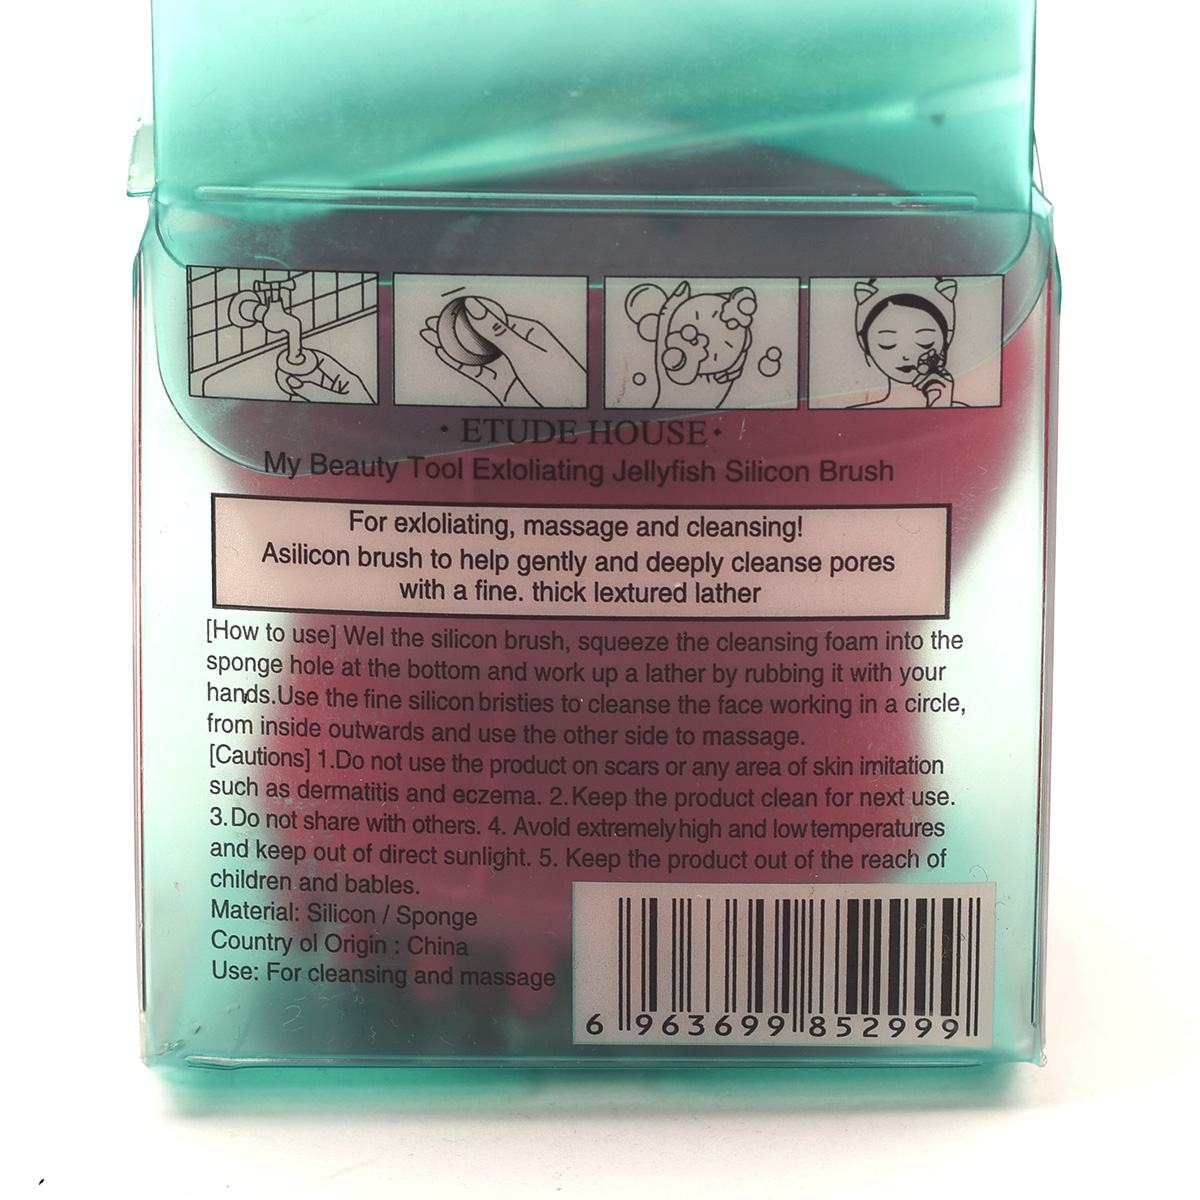 • ETUDE HOUSE •
My Beauty Tool Exloliating Jellyfish Silicon Brush
For exloliating, massage and cleansing!
Asilicon brush to help gently and deeply cleanse pores
with a fine. thick lextured lather
[How to use] Wel the silicon brush, squeeze the cleansing foam into the
sponge hole at the bottom and work up a lather by rubbing it with your
hands.Use the fine silicon bristies to cleanse the face working in a circle,
from inside outwards and use the other side to massage.
[Cautions] 1.Do not use the product on scars or any area of skin imitation
such as dermatitis and eczema. 2.Keep the product clean for next use.
3.Do not share with others. 4. Avold extremely high and low temperatures
and keep out of direct sunlight. 5. Keep the product out of the reach of
children and bables.
Material: Silicon / Sponge
Country ol Origin : China
Use: For cleansing and massage
6 963699 852999